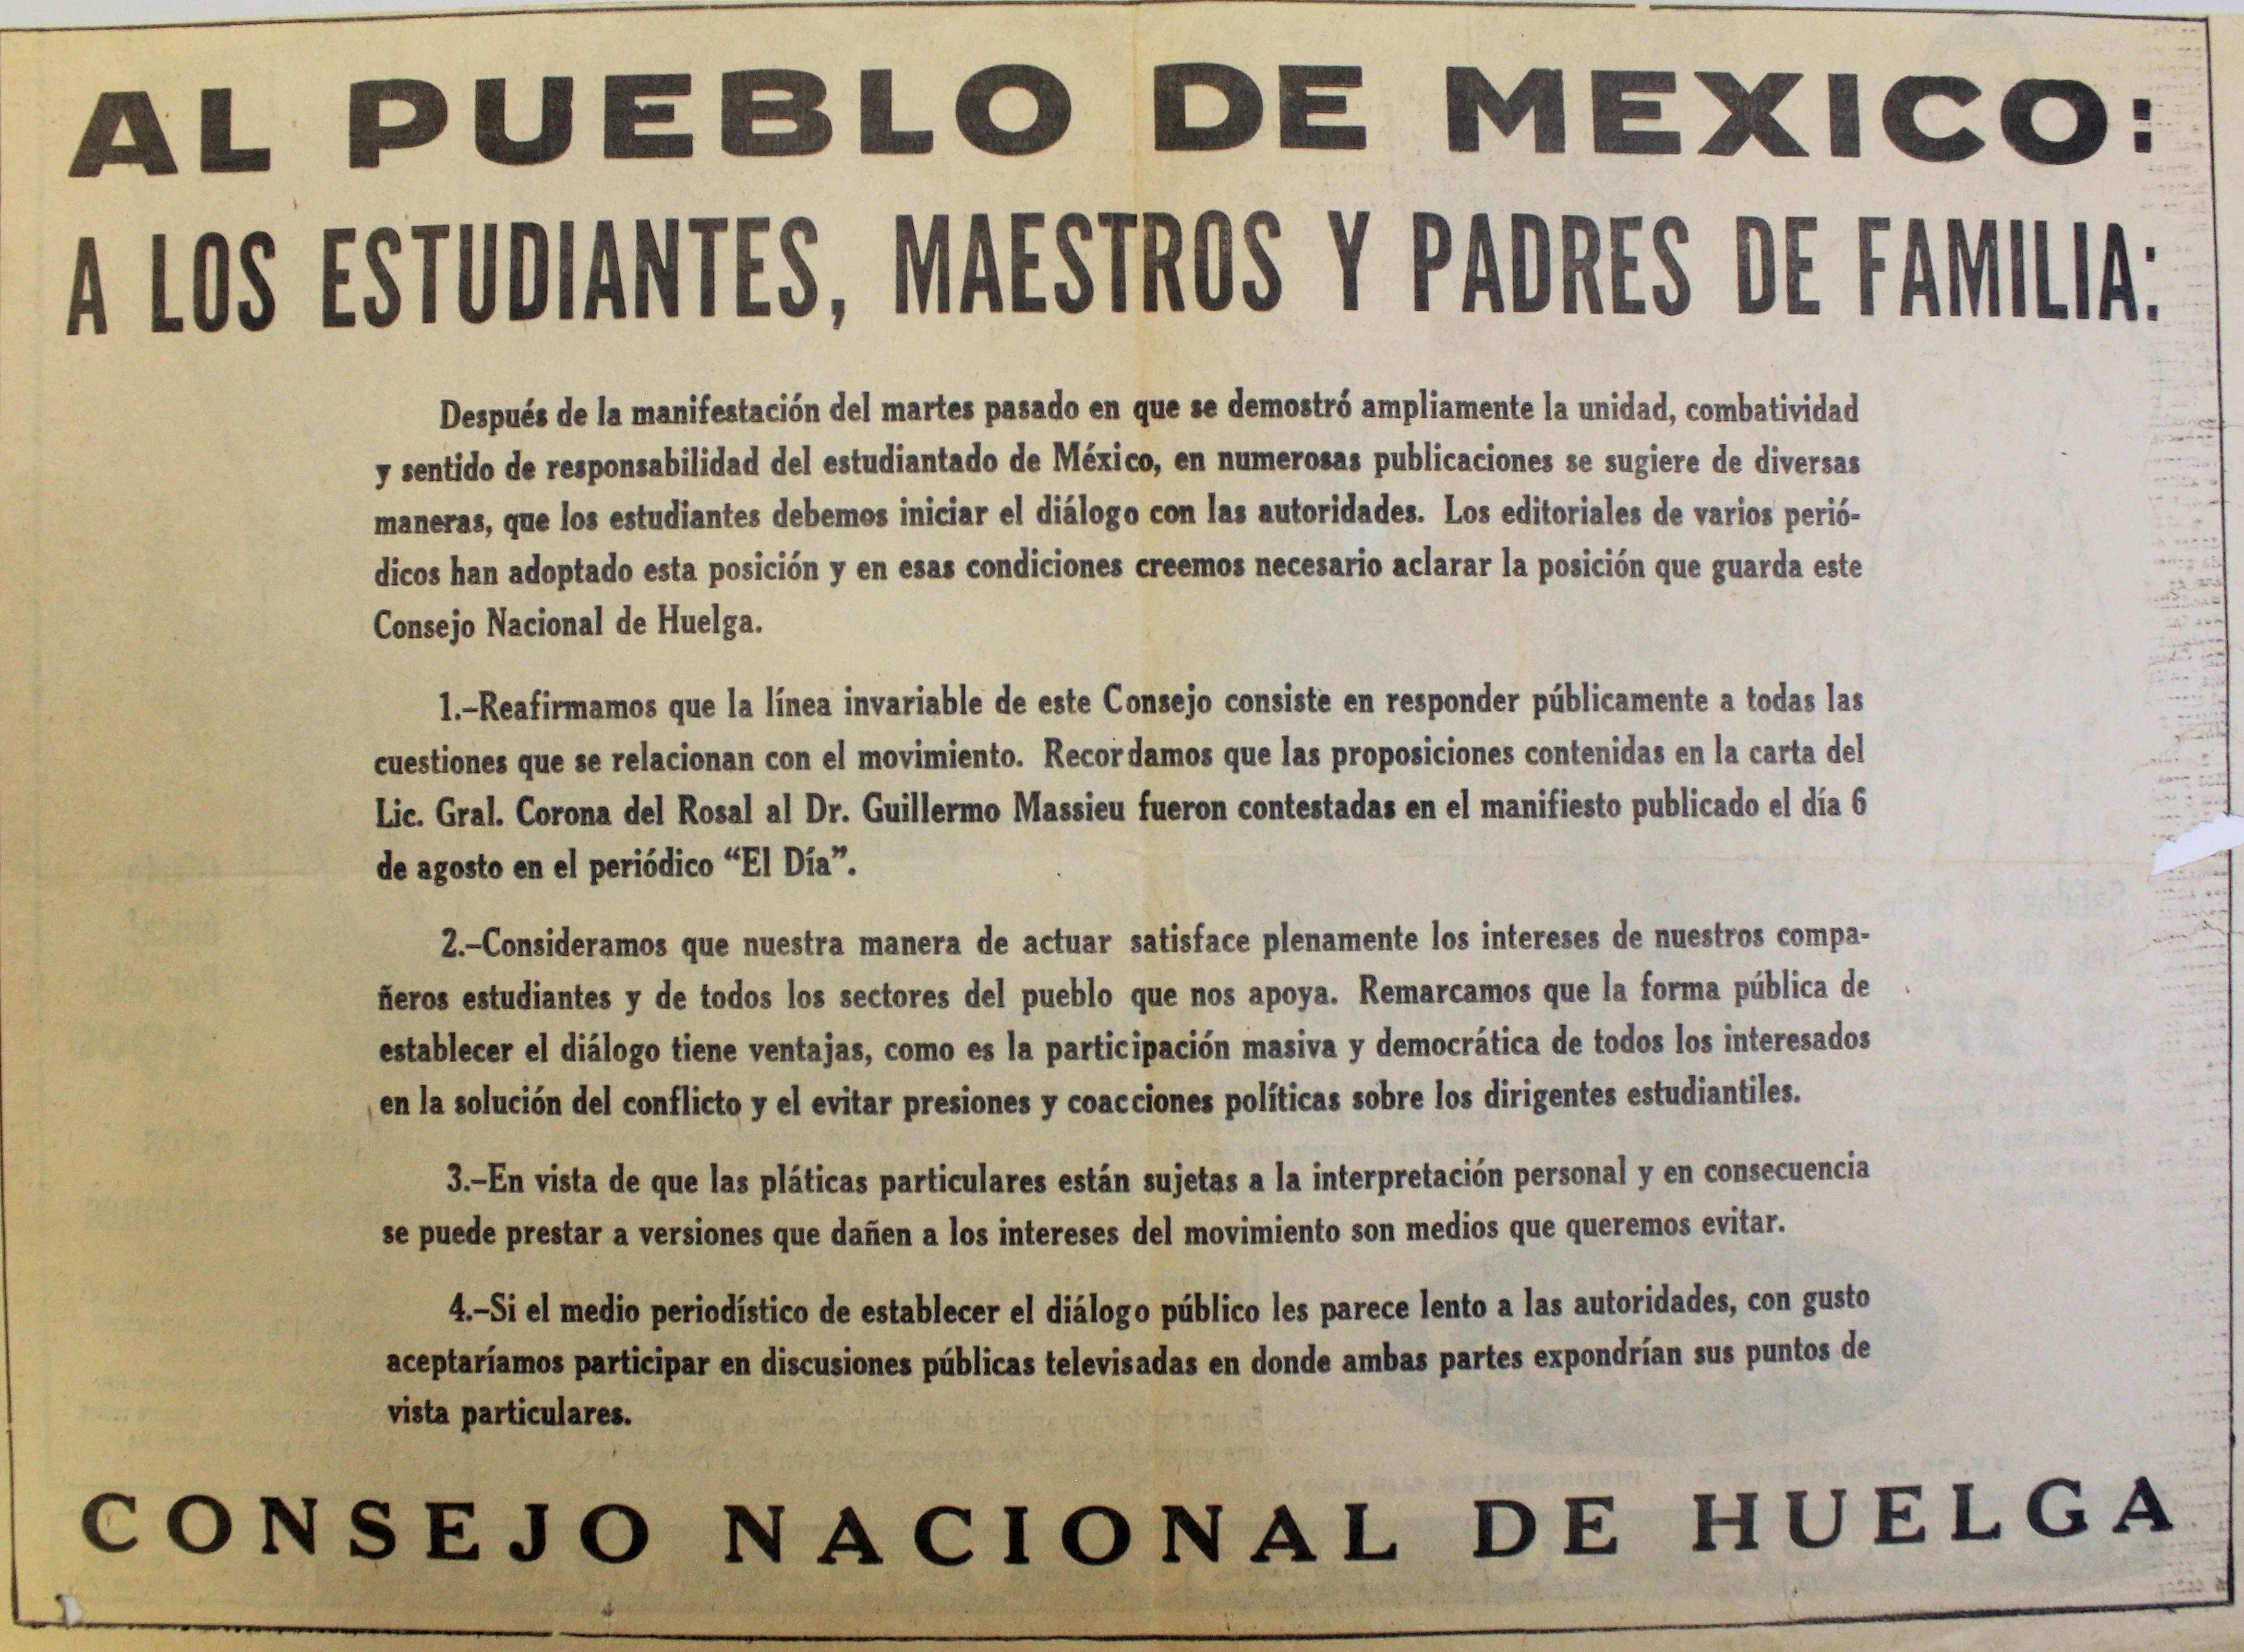 AL PUEBLO DE MEXICO:
A LOS ESTUDIANTES, MAESTROS Y PADRES DE FAMILIA:
Después de la manifestación del martes pasado en que se demostró ampliamente la unidad, combatividad
y sentido de responsabilidad del estudiantado de México, en numerosas publicaciones se sugiere de diversas
maneras, que los estudiantes debemos iniciar el diálogo con las autoridades. Los editoriales de varios perió-
dicos han adoptado esta posición y en esas condiciones creemos necesario aclarar la posición que guarda este
Consejo Nacional de Huelga.
1.-Reafirmamos que la línea invariable de este Consejo consiste en responder públicamente a todas las
cuestiones que se relacionan con el movimiento. Recordamos que las proposiciones contenidas en la carta del
Lic. Gral. Corona del Rosal al Dr. Guillermo Massieu fueron contestadas en el manifiesto publicado el día 6
de agosto en el periódico “El Día”.
2.-Consideramos que nuestra manera de actuar satisface plenamente los intereses de nuestros compa-
ñeros estudiantes y de todos los sectores del pueblo que nos apoya. Remarcamos que la forma pública de
establecer el diálogo tiene ventajas, como es la participación masiva y democrática de todos los interesados
en la solución del conflicto y el evitar presiones y coacciones políticas sobre los dirigentes estudiantiles.
3.-En vista de que las pláticas particulares están sujetas a la interpretación personal y en consecuencia
se puede prestar a versiones que dañen a los intereses del movimiento son medios que queremos evitar.
4.-Si el medio periodístico de establecer el diálogo público les parece lento a las autoridades, con gusto
aceptaríamos participar en discusiones públicas televisadas en donde ambas partes expondrían sus puntos de
vista particulares.
CONSEJO NACIONAL DE HUELGA